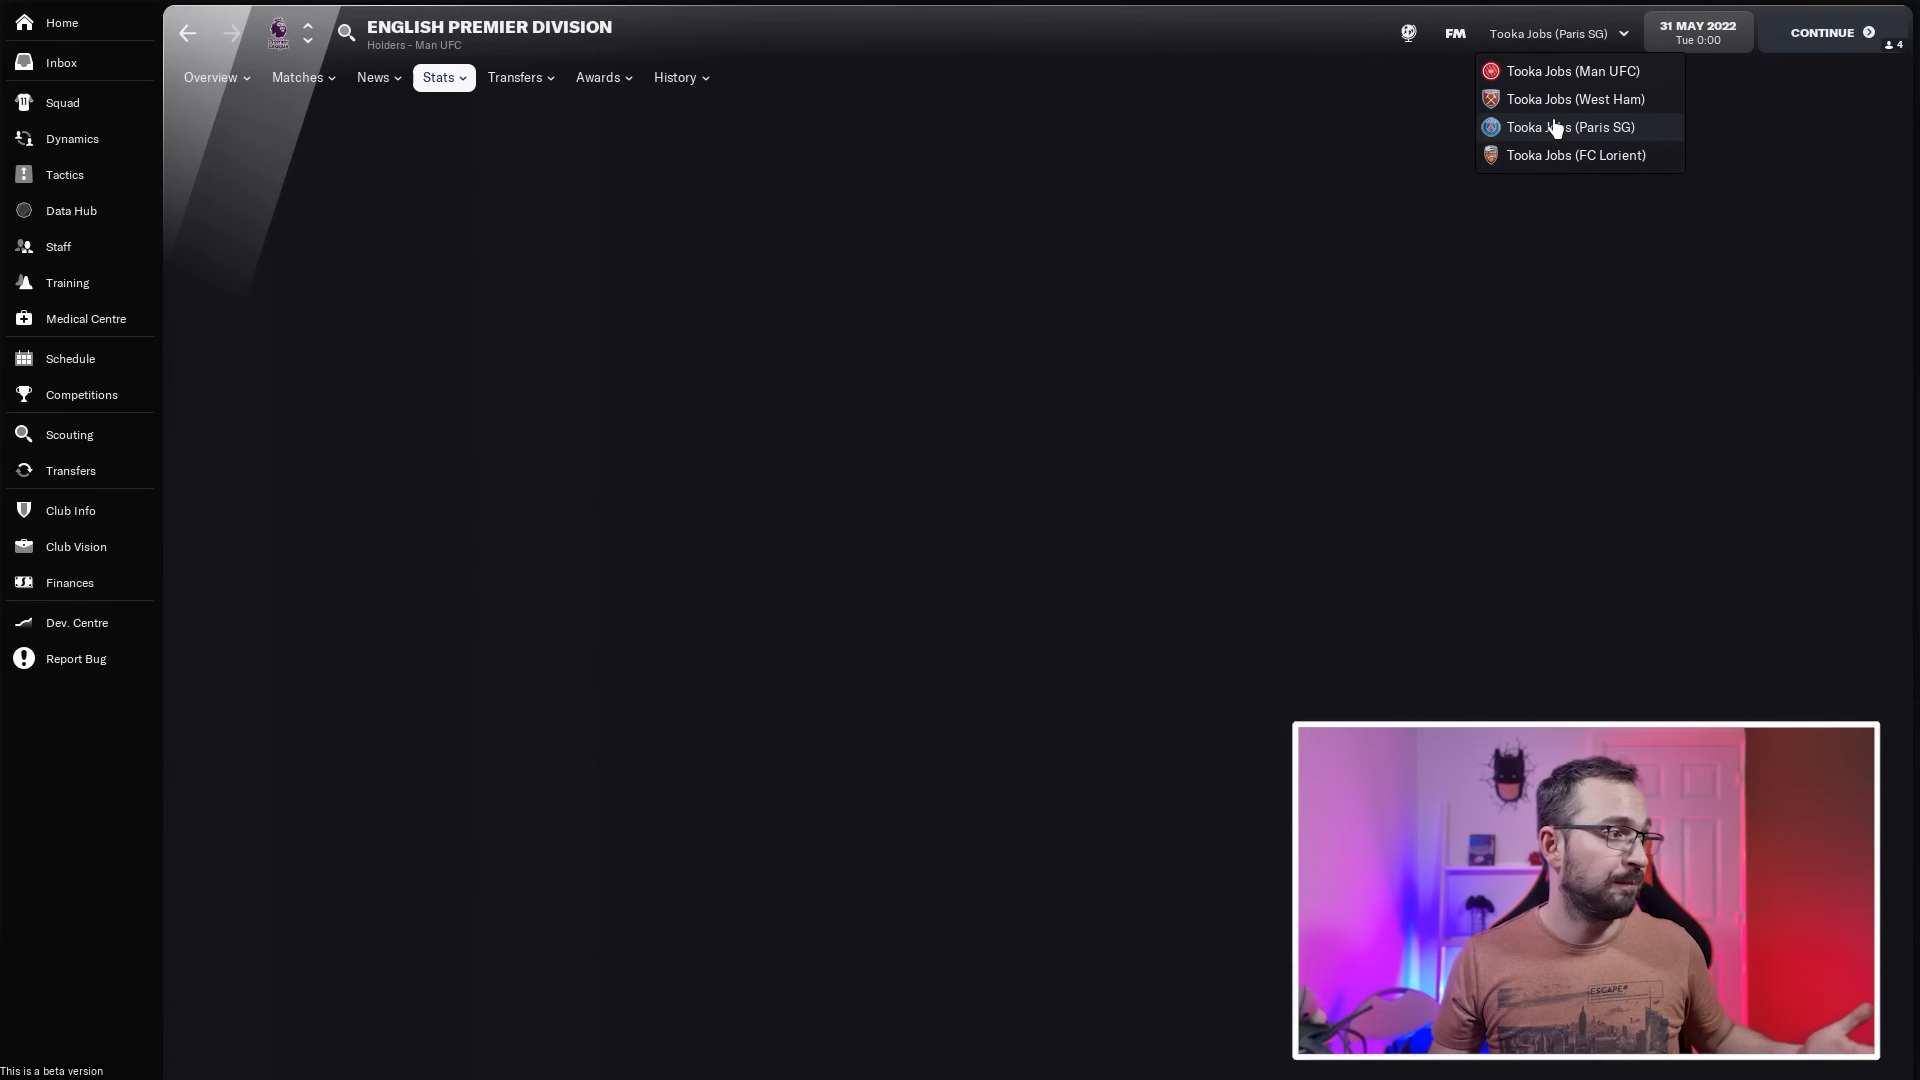 Home
Inbox
Squad
Dynamics
Tactics
Data Hub
Staff
Training
Medical Centre
Schedule
Competitions
Scouting
Transfers
Club Info
Club Vision
Finances
Dev. Centre
Report Bug
This is a beta version
ENGLISH PREMIER DIVISION
Holders - Man UFC
FM
Tooka Jobs (Paris SG)
31 MAY 2022
Tue 0:00
CONTINUE
4
Overview
Matches
News
Stats
Transfers
Awards
History
Tooka Jobs (Man UFC)
Tooka Jobs (West Ham)
Tooka Jobs (Paris SG)
Tooka Jobs (FC Lorient)
ESCAPE